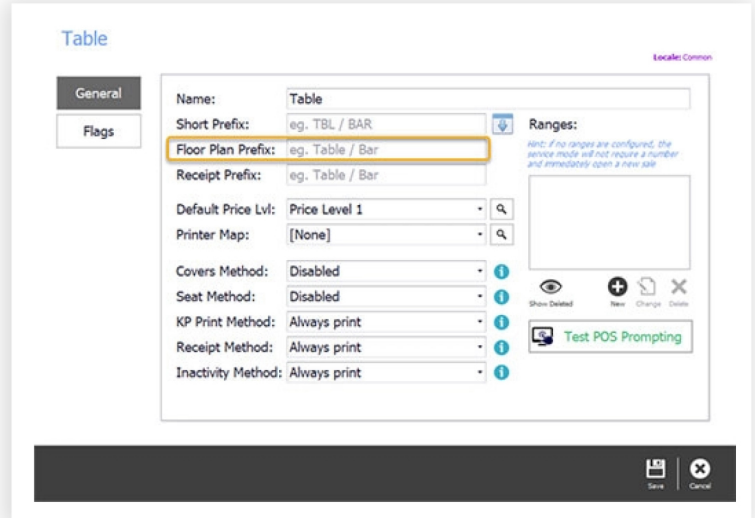 Table
Locale: Common
General
Flags
Name: Table
Short Prefix: eg. TBL / BAR
Floor Plan Prefix: eg. Table / Bar
Receipt Prefix: eg. Table / Bar
Default Price Lvl: Price Level 1
Printer Map: [None]
Covers Method: Disabled
Seat Method: Disabled
KP Print Method: Always print
Receipt Method: Always print
Inactivity Method: Always print
Ranges:
Hint: if no ranges are configured, the
service mode will not require a number
and immediately open a new sale
Show Deleted New Change Delete
Test POS Prompting
Save Cancel